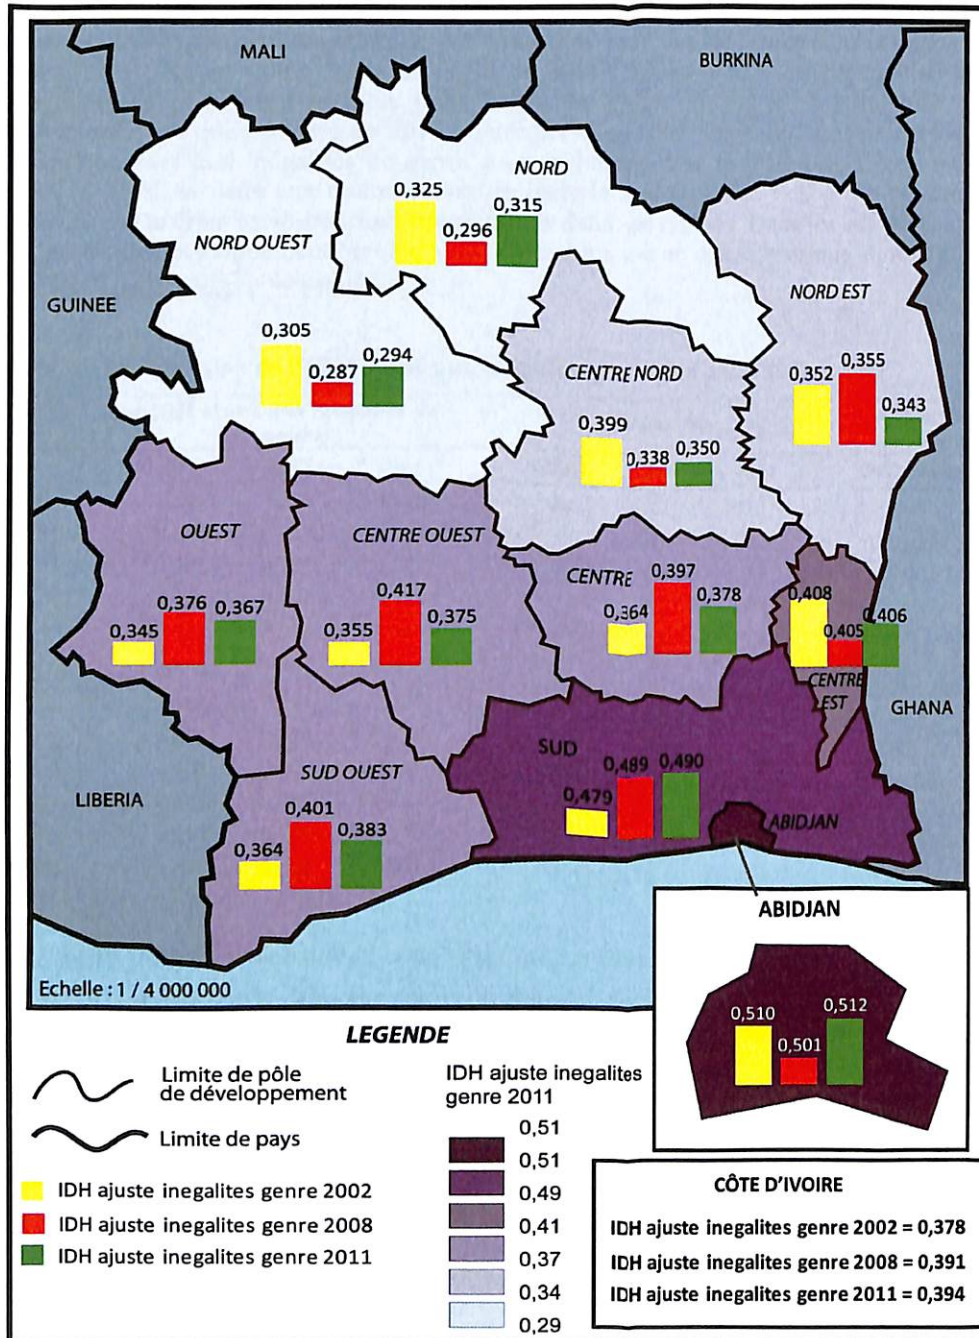 MALI
BURKINA
NORD
0,325
0,296
0,315
NORD OUEST
NORD EST
GUINEE
0,305
0,287
0,294
CENTRE NORD
0,352
0,355
0,343
0,399
0,338
0,350
OUEST
CENTRE OUEST
0,345
0,376
0,367
0,355
0,417
0,375
CENTRE
0,364
0,397
0,378
0,408
0,405
0,406
CENTRE
EST
GHANA
LIBERIA
SUD OUEST
0,364
0,401
0,383
SUD
0,479
0,489
0,490
ABIDJAN
Echelle : 1 / 4 000 000
ABIDJAN
0,510
0,501
0,512
LEGENDE
Limite de pôle
de développement
Limite de pays
IDH ajuste inegalites genre 2002
IDH ajuste inegalites genre 2008
IDH ajuste inegalites genre 2011
IDH ajuste inegalites
genre 2011
0,51
0,51
0,49
0,41
0,37
0,34
0,29
CÔTE D'IVOIRE
IDH ajuste inegalites genre 2002 = 0,378
IDH ajuste inegalites genre 2008 = 0,391
IDH ajuste inegalites genre 2011 = 0,394